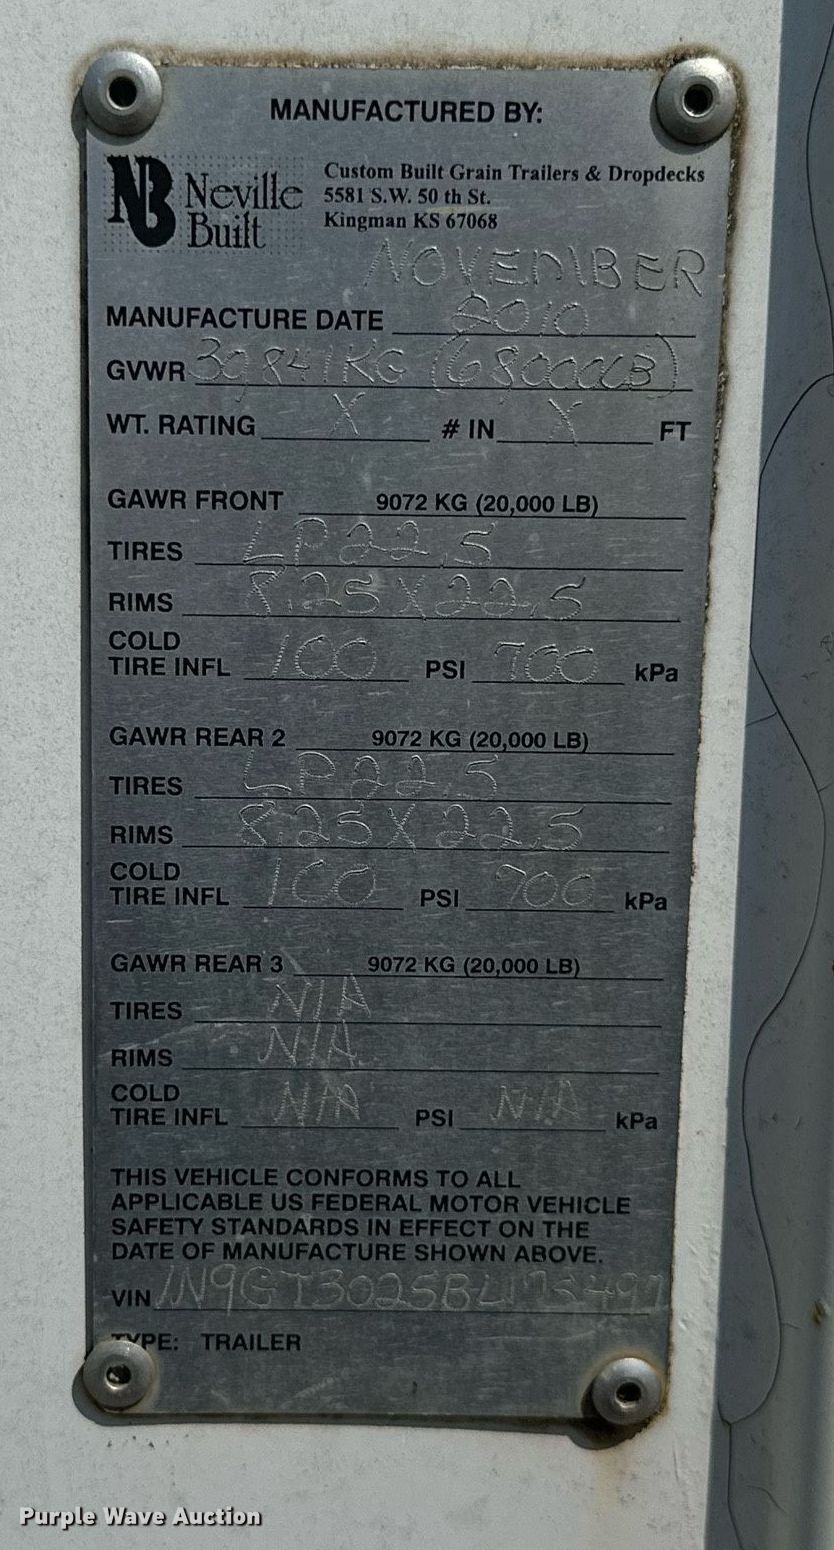 MANUFACTURED BY:
NB Neville Built
Custom Built Grain Trailers & Dropdecks
5581 S.W. 50 th St.
Kingman KS 67068
NOVEMBER
MANUFACTURE DATE 2010
GVWR 30841KG (68000LB)
WT. RATING X # IN X FT
GAWR FRONT 9072 KG (20,000 LB)
TIRES LP22.5
RIMS 8.25X22.5
COLD
TIRE INFL 100 PSI 700 kPa
GAWR REAR 2 9072 KG (20,000 LB)
TIRES LP22.5
RIMS 8.25X22.5
COLD
TIRE INFL 100 PSI 700 kPa
GAWR REAR 3 9072 KG (20,000 LB)
TIRES N/A
RIMS N/A
COLD
TIRE INFL N/A PSI N/A kPa
THIS VEHICLE CONFORMS TO ALL
APPLICABLE US FEDERAL MOTOR VEHICLE
SAFETY STANDARDS IN EFFECT ON THE
DATE OF MANUFACTURE SHOWN ABOVE.
VIN
TYPE: TRAILER
Purple Wave Auction